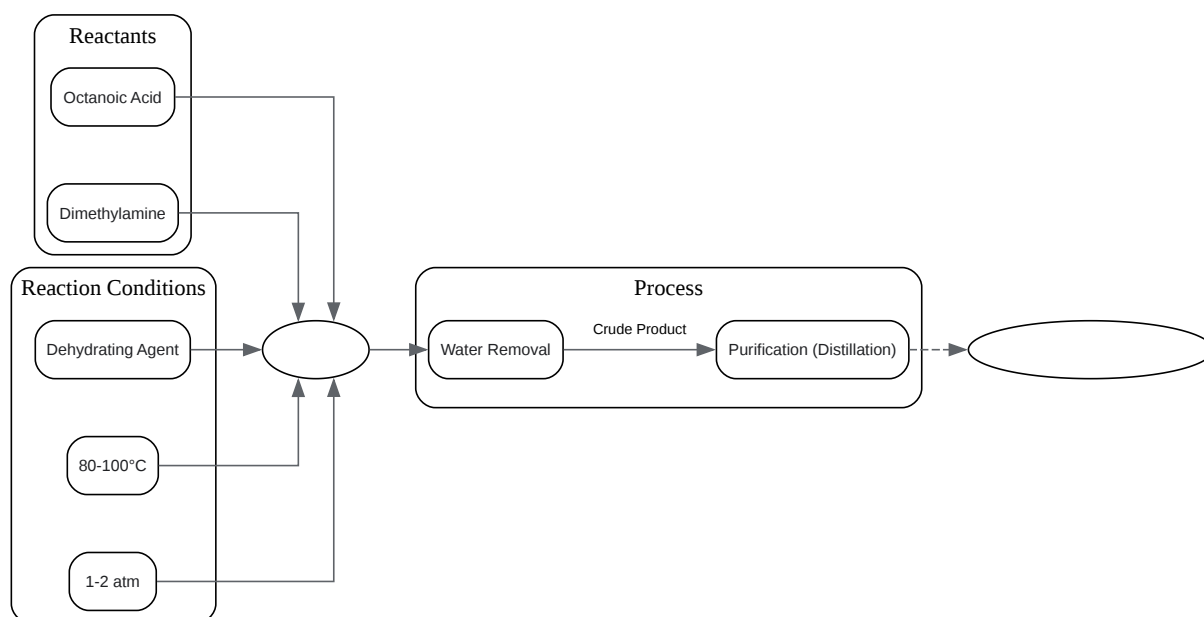 Reactants
Octanoic Acid
Dimethylamine
Reaction Conditions
Dehydrating Agent
80-100°C
1-2 atm
Process
Water Removal
Crude Product
Purification (Distillation)